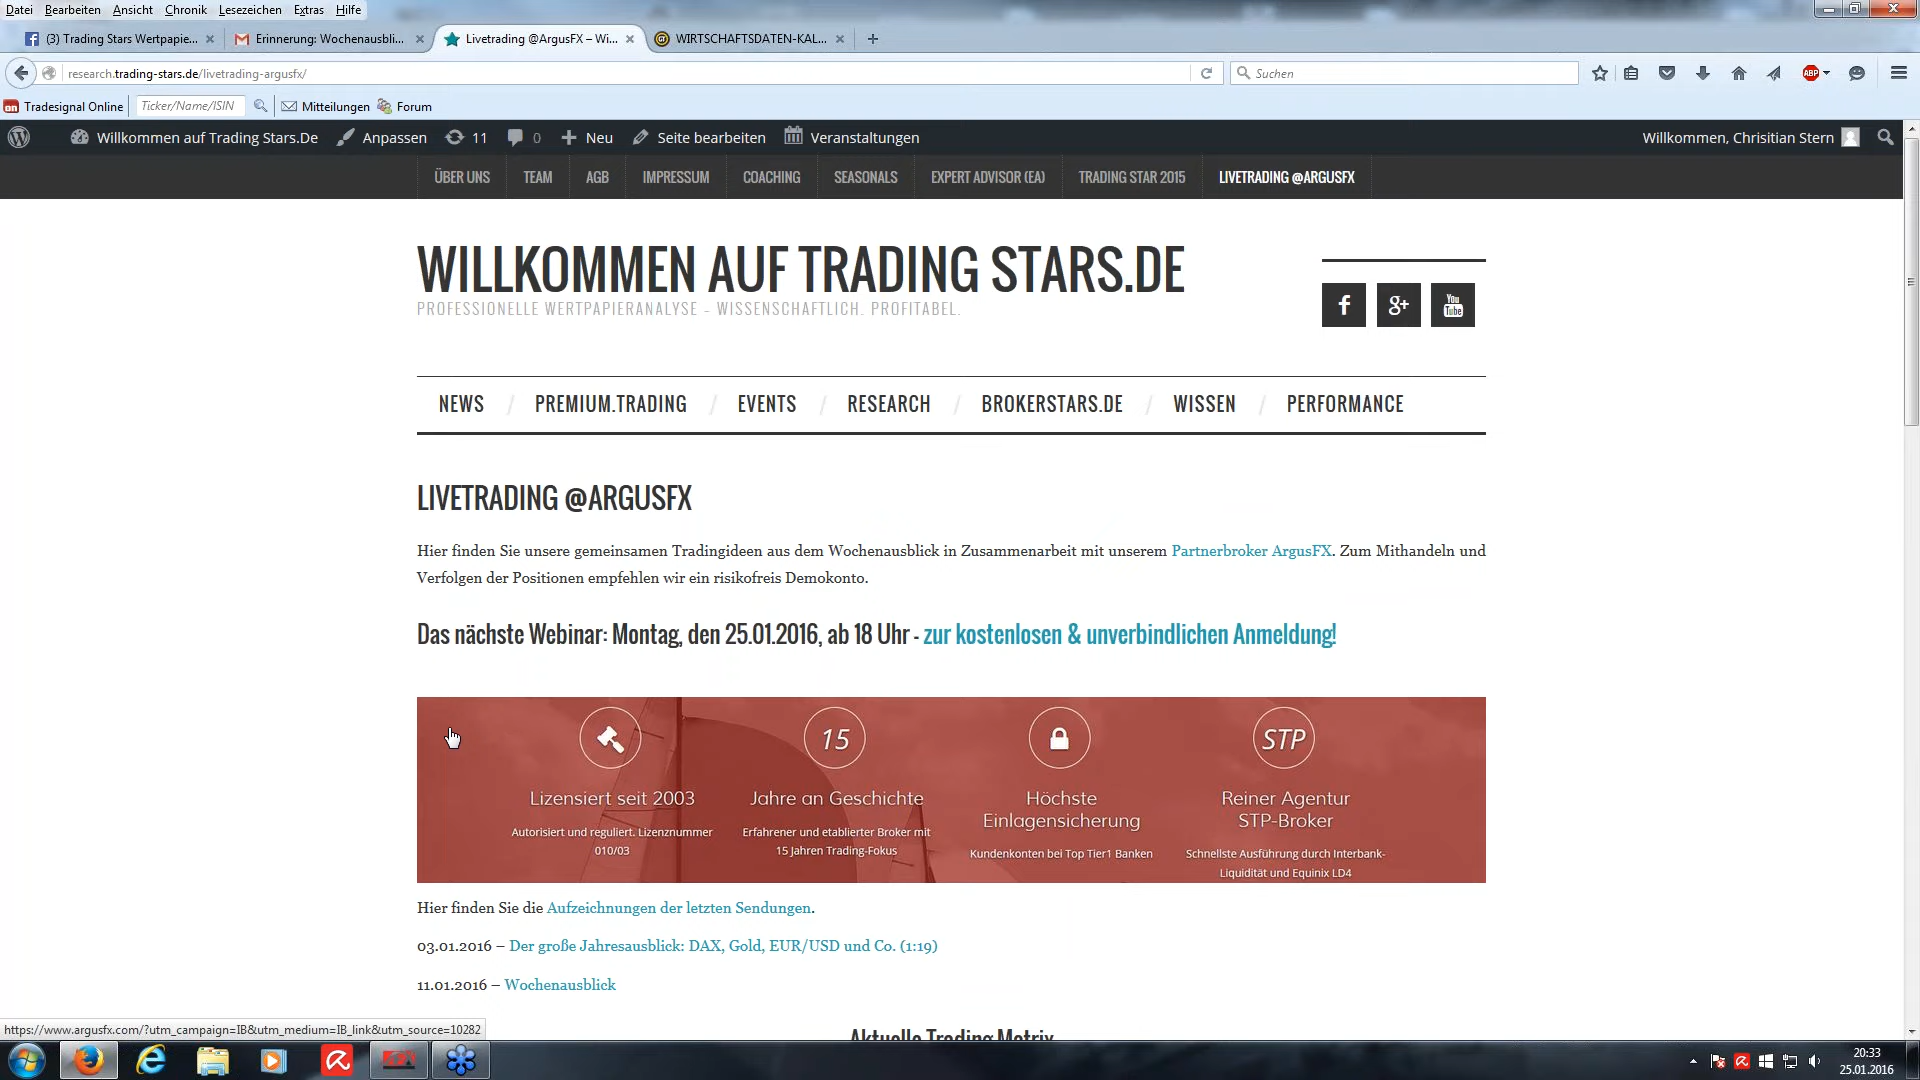 Datei Bearbeiten Ansicht Chronik Lesezeichen Extras Hilfe
(3) Trading Stars Wertpapie... Erinnerung: Wochenausbli... Livetrading @ArgusFX – Wi... WIRTSCHAFTSDATEN-KAL...
research.trading-stars.de/livetrading-argusfx/ Suchen ABP
on Tradesignal Online Ticker/Name/ISIN Mitteilungen Forum
Willkommen auf Trading Stars.De Anpassen 11 0 Neu Seite bearbeiten Veranstaltungen Willkommen, Chrisitian Stern
ÜBER UNS TEAM AGB IMPRESSUM COACHING SEASONALS EXPERT ADVISOR (EA) TRADING STAR 2015 LIVETRADING @ARGUSFX
WILLKOMMEN AUF TRADING STARS.DE
PROFESSIONELLE WERTPAPIERANALYSE – WISSENSCHAFTLICH. PROFITABEL.
f g+ You Tube
NEWS / PREMIUM.TRADING / EVENTS / RESEARCH / BROKERSTARS.DE / WISSEN / PERFORMANCE
LIVETRADING @ARGUSFX
Hier finden Sie unsere gemeinsamen Tradingideen aus dem Wochenausblick in Zusammenarbeit mit unserem Partnerbroker ArgusFX. Zum Mithandeln und
Verfolgen der Positionen empfehlen wir ein risikofreis Demokonto.
Das nächste Webinar: Montag, den 25.01.2016, ab 18 Uhr - zur kostenlosen & unverbindlichen Anmeldung!
15 STP
Lizensiert seit 2003
Autorisiert und reguliert. Lizenznummer
010/03
Jahre an Geschichte
Erfahrener und etablierter Broker mit
15 Jahren Trading-Fokus
Höchste
Einlagensicherung
Kundenkonten bei Top Tier1 Banken
Reiner Agentur
STP-Broker
Schnellste Ausführung durch Interbank-
Liquidität und Equinix LD4
Hier finden Sie die Aufzeichnungen der letzten Sendungen.
03.01.2016 – Der große Jahresausblick: DAX, Gold, EUR/USD und Co. (1:19)
11.01.2016 – Wochenausblick
Aktuelle Trading Matrix
https://www.argusfx.com/?utm_campaign=IB&utm_medium=IB_link&utm_source=10282
20:33
25.01.2016